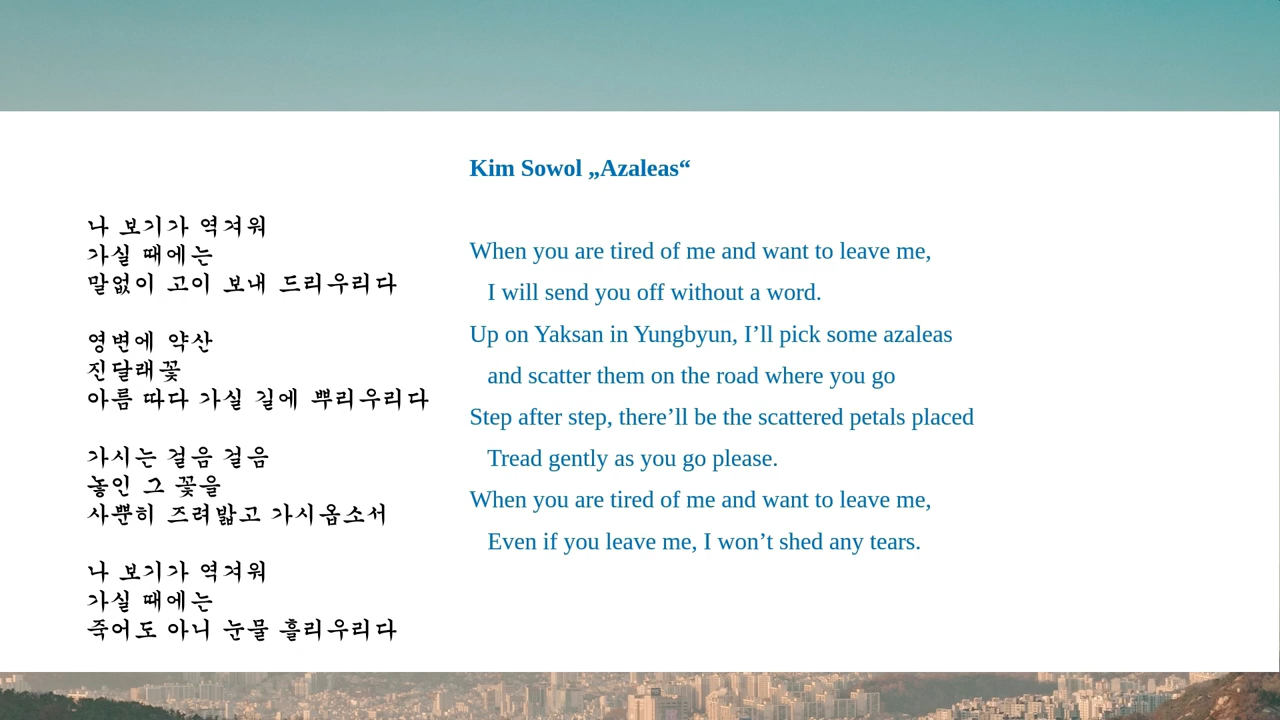 Kim Sowol „Azaleas“
나 보기가 역겨워
가실 때에는
말없이 고이 보내 드리우리다
영변에 약산
진달래꽃
아름 따다 가실 길에 뿌리우리다
가시는 걸음 걸음
놓인 그 꽃을
사뿐히 즈려밟고 가시옵소서
나 보기가 역겨워
가실 때에는
죽어도 아니 눈물 흘리우리다
When you are tired of me and want to leave me,
I will send you off without a word.
Up on Yaksan in Yungbyun, I’ll pick some azaleas
and scatter them on the road where you go
Step after step, there’ll be the scattered petals placed
Tread gently as you go please.
When you are tired of me and want to leave me,
Even if you leave me, I won’t shed any tears.